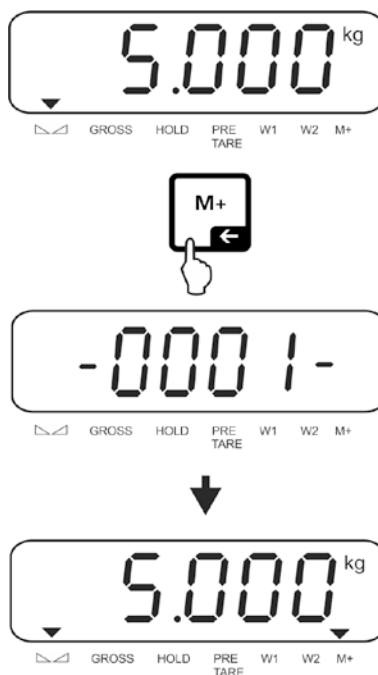 5.000 kg
GROSS HOLD PRE TARE W1 W2 M+
M+
-0001-
GROSS HOLD PRE TARE W1 W2 M+
5.000 kg
GROSS HOLD PRE TARE W1 W2 M+